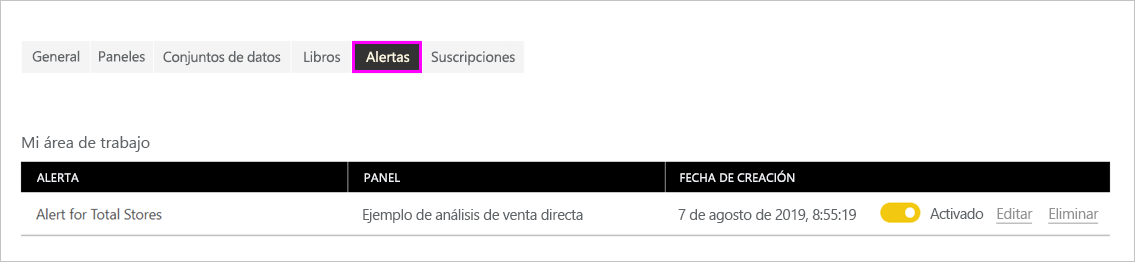 General Paneles Conjuntos de datos Libros Alertas Suscripciones
Mi área de trabajo
ALERTA PANEL FECHA DE CREACIÓN
Alert for Total Stores Ejemplo de análisis de venta directa 7 de agosto de 2019, 8:55:19 Activado Editar Eliminar